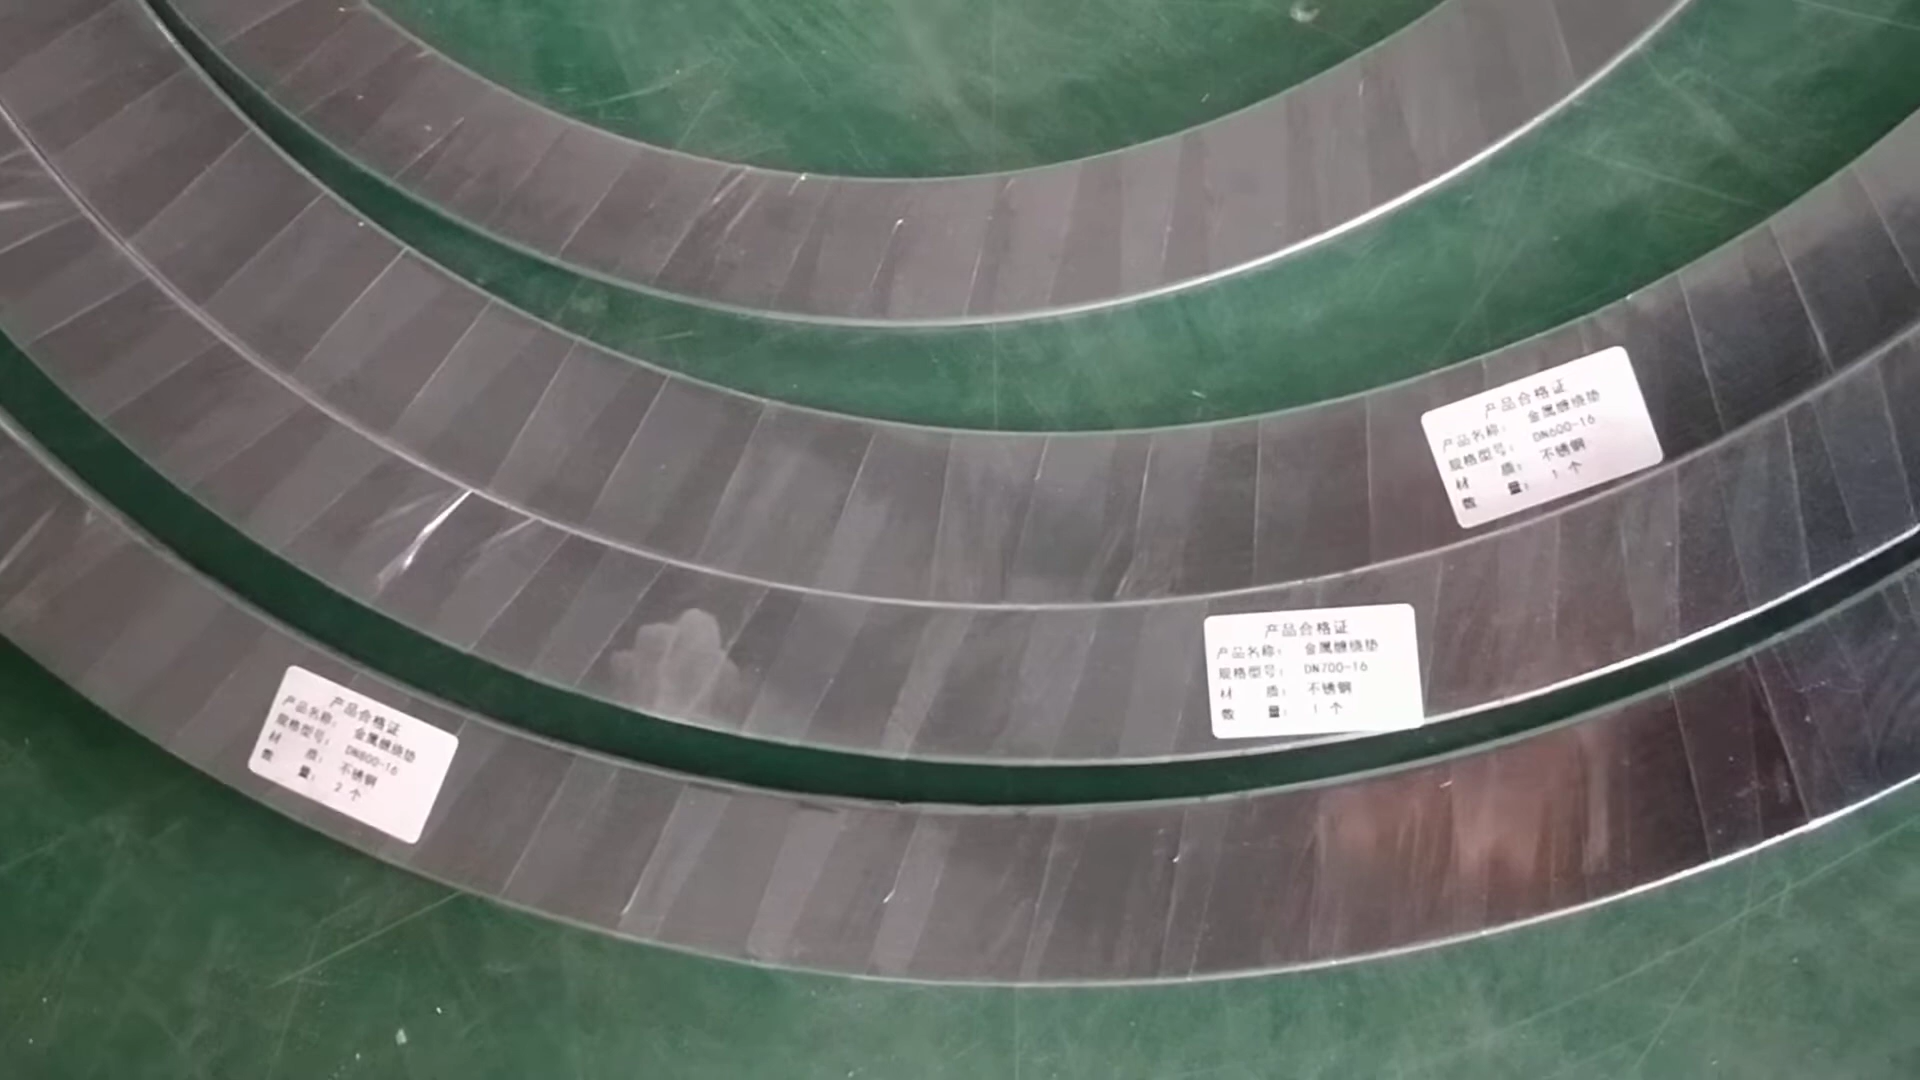 产品合格证
产品名称： 金属缠绕垫
规格型号： DN600-16
材 质： 不锈钢
数 量： 1 个
产品合格证
产品名称： 金属缠绕垫
规格型号： DN700-16
材 质： 不锈钢
数 量： 1 个
产品合格证
产品名称： 金属缠绕垫
规格型号： DN800-16
材 质： 不锈钢
数 量： 2 个